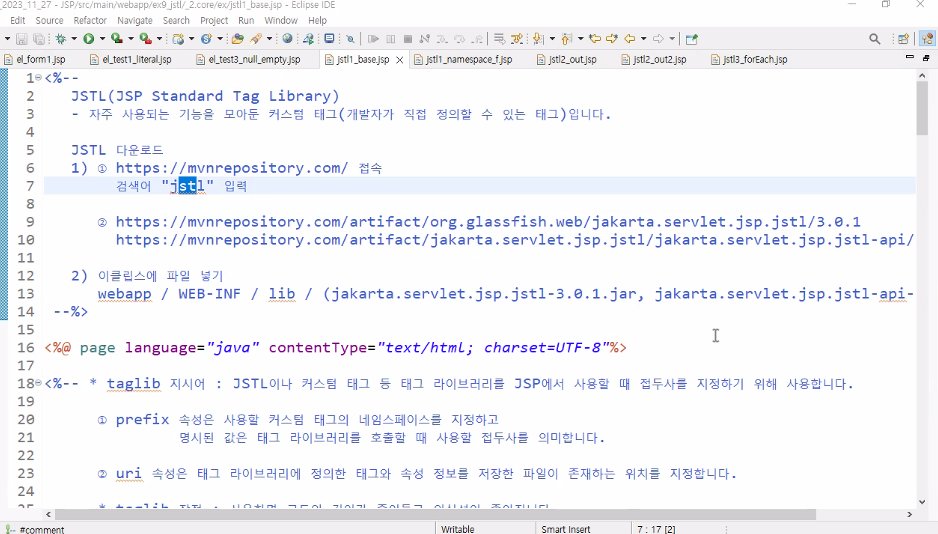 2023_11_27 - JSP/src/main/webapp/ex9_jstl/_2.core/ex/jstl1_base.jsp - Eclipse IDE
Edit Source Refactor Navigate Search Project Run Window Help
el_form1.jsp el_test1_literal.jsp el_test3_null_empty.jsp jstl1_base.jsp jstl1_namespace_f.jsp jstl2_out.jsp jstl2_out2.jsp jstl3_forEach.jsp
1 <%--
2 JSTL(JSP Standard Tag Library)
3 - 자주 사용되는 기능을 모아둔 커스텀 태그(개발자가 직접 정의할 수 있는 태그)입니다.
4
5 JSTL 다운로드
6 1) ① https://mvnrepository.com/ 접속
7 검색어 "jstl" 입력
8
9 ② https://mvnrepository.com/artifact/org.glassfish.web/jakarta.servlet.jsp.jstl/3.0.1
10 https://mvnrepository.com/artifact/jakarta.servlet.jsp.jstl/jakarta.servlet.jsp.jstl-api/
11
12 2) 이클립스에 파일 넣기
13 webapp / WEB-INF / lib / (jakarta.servlet.jsp.jstl-3.0.1.jar, jakarta.servlet.jsp.jstl-api-
14 --%>
15
16 <%@ page language="java" contentType="text/html; charset=UTF-8"%>
17
18 <%-- * taglib 지시어 : JSTL이나 커스텀 태그 등 태그 라이브러리를 JSP에서 사용할 때 접두사를 지정하기 위해 사용합니다.
19
20 ① prefix 속성은 사용할 커스텀 태그의 네임스페이스를 지정하고
21 명시된 값은 태그 라이브러리를 호출할 때 사용할 접두사를 의미합니다.
22
23 ② uri 속성은 태그 라이브러리에 정의한 태그와 속성 정보를 저장한 파일이 존재하는 위치를 지정합니다.
24
#comment Writable Smart Insert 7 : 17 [2]